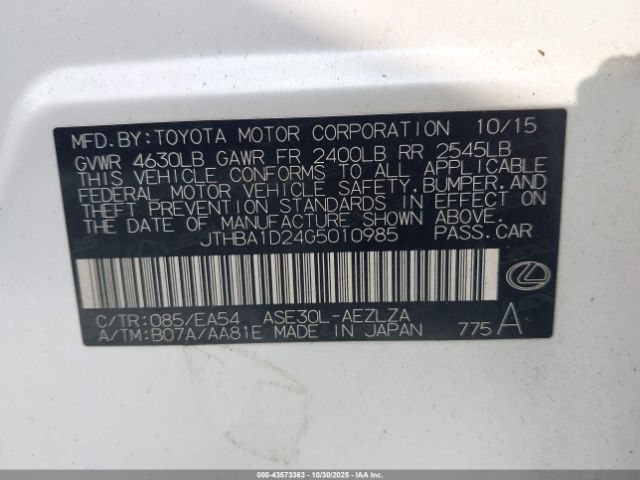 MFD.BY:TOYOTA MOTOR CORPORATION 10/15
GVWR 4630LB GAWR FR 2400LB RR 2545LB
THIS VEHICLE CONFORMS TO ALL APPLICABLE
FEDERAL MOTOR VEHICLE SAFETY,BUMPER,AND
THEFT PREVENTION STANDARDS IN EFFECT ON
THE DATE OF MANUFACTURE SHOWN ABOVE.
JTHBA1D24G5010985 PASS.CAR
C/TR:085/EA54 ASE30L-AEZLZA
A/TM:B07A/AA81E MADE IN JAPAN 775 A
000-43573363 - 10/30/2025 - IAAI.com